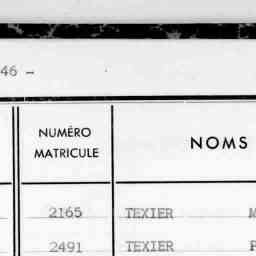 46 -
NUMÉRO
MATRICULE
NOMS
2165 TEXIER M
2491 TEXIER